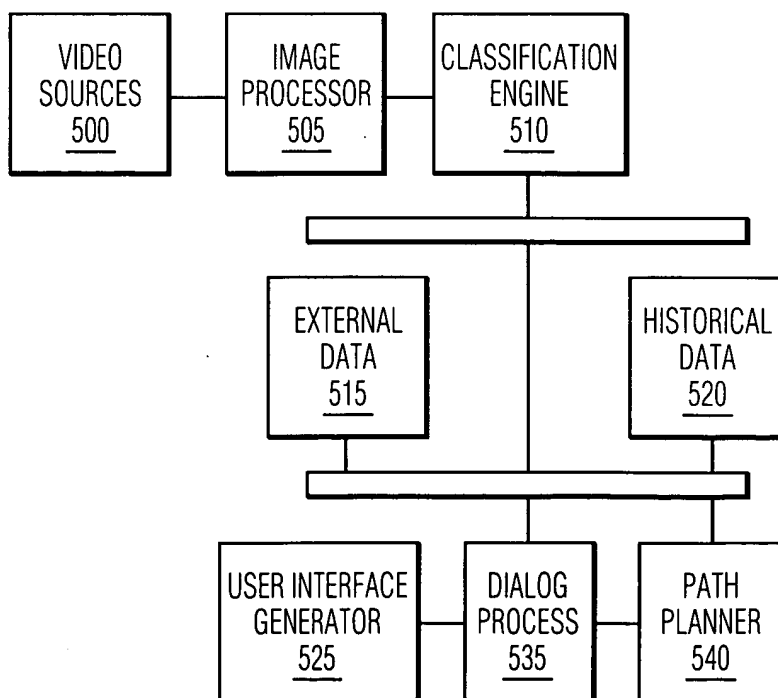 VIDEO
SOURCES
500
IMAGE
PROCESSOR
505
CLASSIFICATION
ENGINE
510
EXTERNAL
DATA
515
HISTORICAL
DATA
520
USER INTERFACE
GENERATOR
525
DIALOG
PROCESS
535
PATH
PLANNER
540